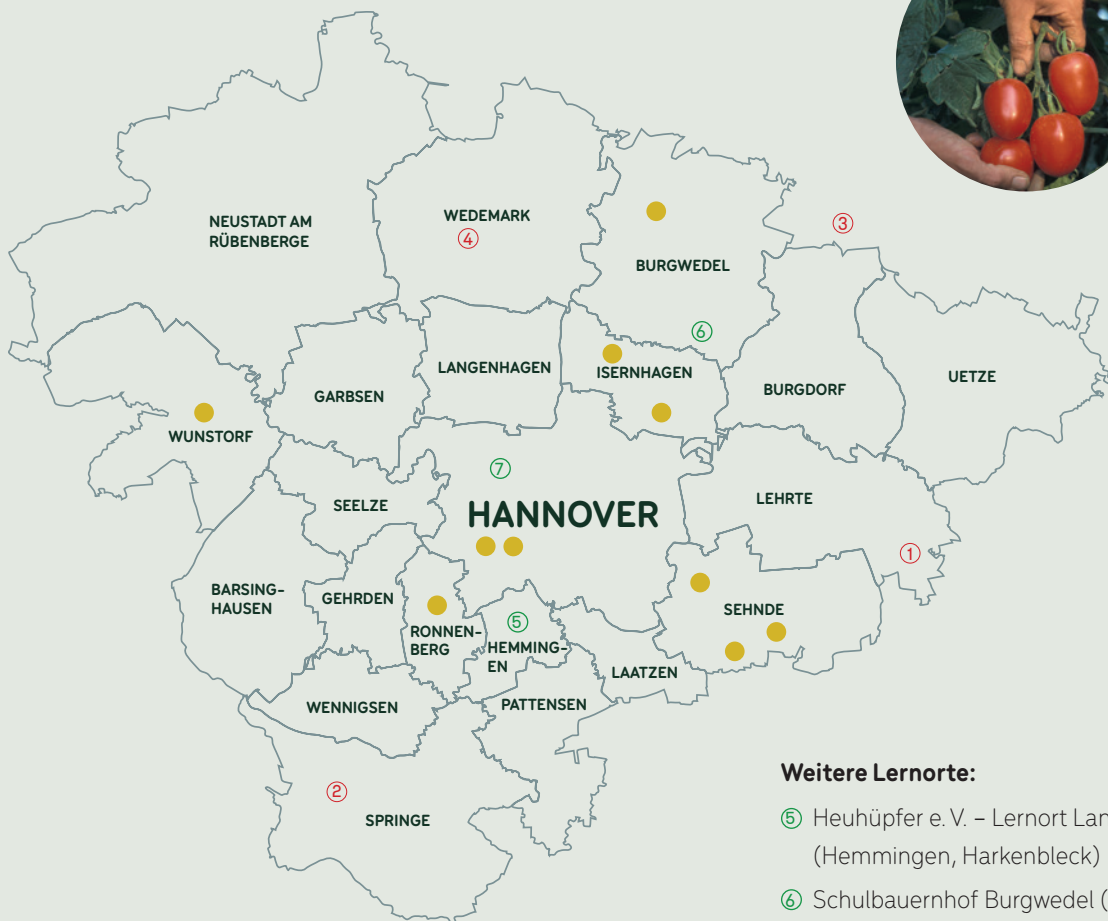 NEUSTADT AM
RÜBENBERGE
WEDEMARK
④
③
BURGWEDEL
⑥
LANGENHAGEN
ISERNHAGEN
GARBSEN
BURGDORF
UETZE
WUNSTORF
⑦
SEELZE
HANNOVER
LEHRTE
①
BARSING-
HAUSEN
GEHRDEN
RONNEN-
BERG
⑤
HEMMING-
EN
SEHNDE
LAATZEN
WENNIGSEN
PATTENSEN
②
SPRINGE
Weitere Lernorte:
⑤ Heuhüpfer e. V. – Lernort
(Hemmingen, Harkenbleck)
⑥ Schulbauernhof Burgwedel (